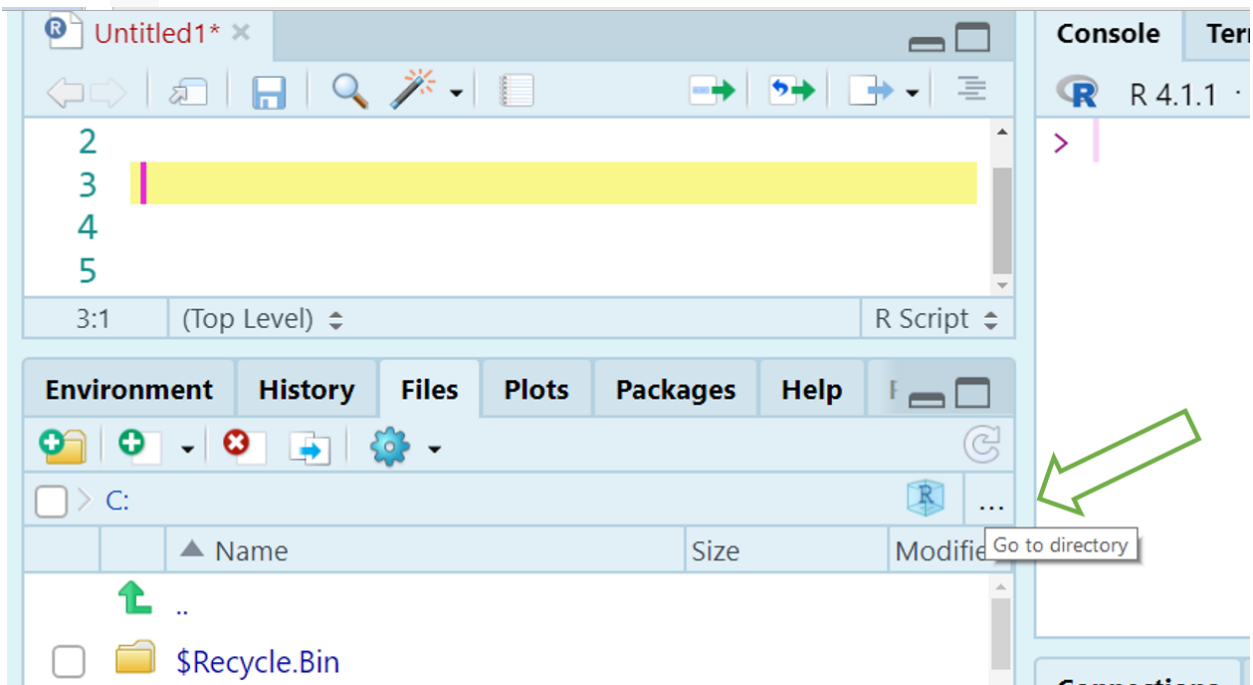 Untitled1*
2
3
4
5
3:1 (Top Level) R Script
Environment History Files Plots Packages Help
C: ...
Name Size Modifie
Go to directory
..
$Recycle.Bin
Console
R 4.1.1 ·
>